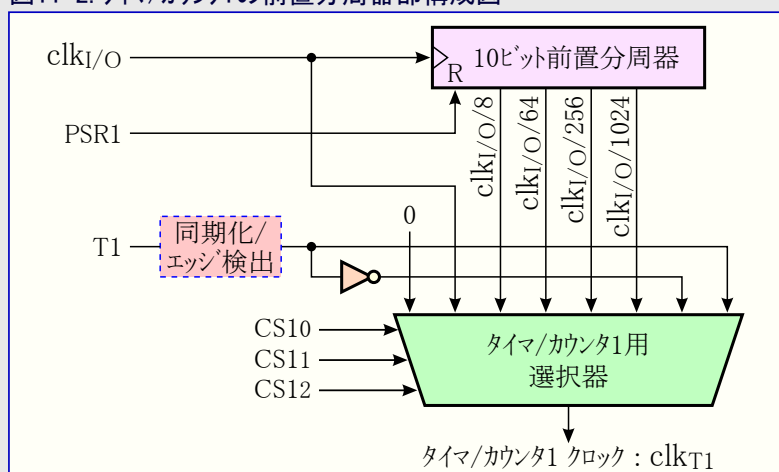 clkI/O
10ビット前置分周器
R
PSR1
clkI/O/8
clkI/O/64
clkI/O/256
clkI/O/1024
0
T1
同期化/
エッジ検出
CS10
CS11
CS12
タイマ/カウンタ1用
選択器
タイマ/カウンタ1 クロック : clkT1